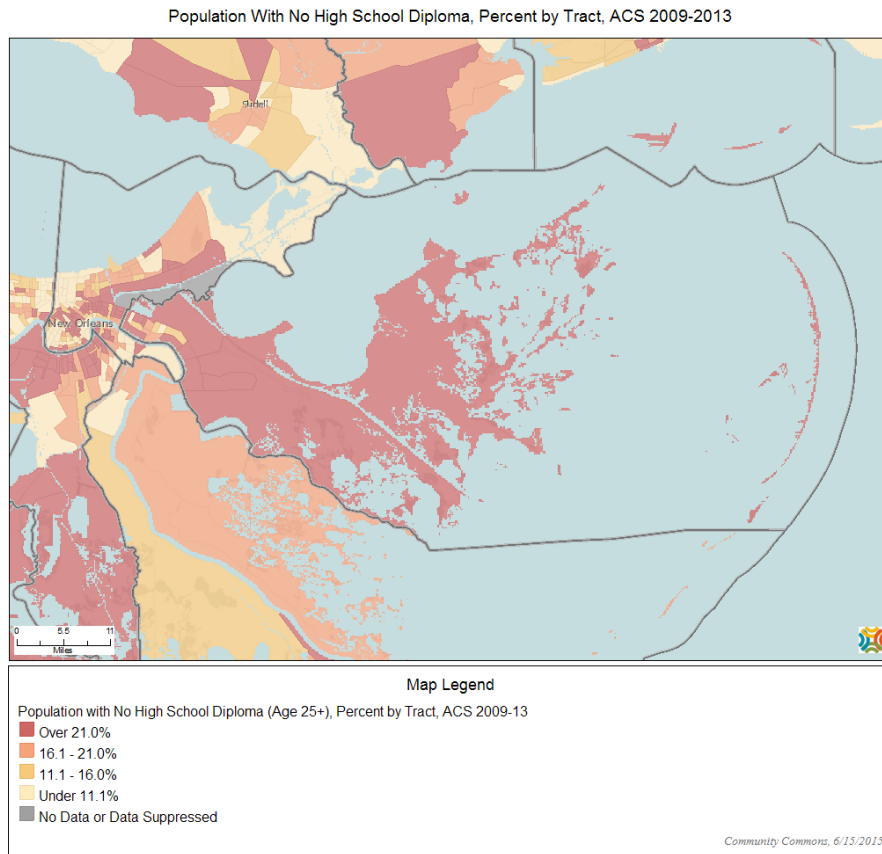 Population With No High School Diploma, Percent by Tract, ACS 2009-2013
Slidell
New Orleans
0 5.5 11
Miles
Map Legend
Population with No High School Diploma (Age 25+), Percent by Tract, ACS 2009-13
Over 21.0%
16.1 - 21.0%
11.1 - 16.0%
Under 11.1%
No Data or Data Suppressed
Community Commons, 6/15/2015